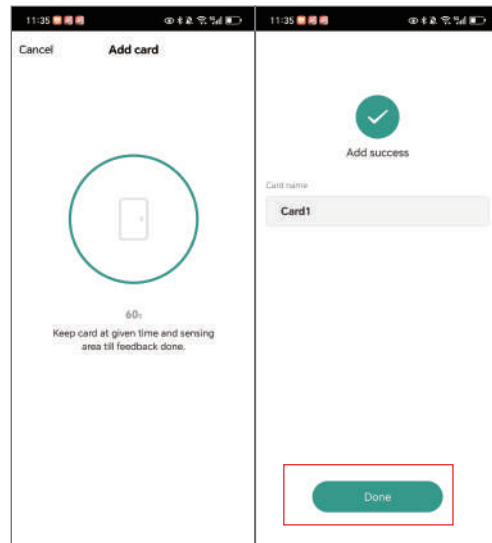 11:35
Cancel
Add card
60s
Keep card at given time and sensing
area till feedback done.
11:35
Add success
Card name
Card1
Done